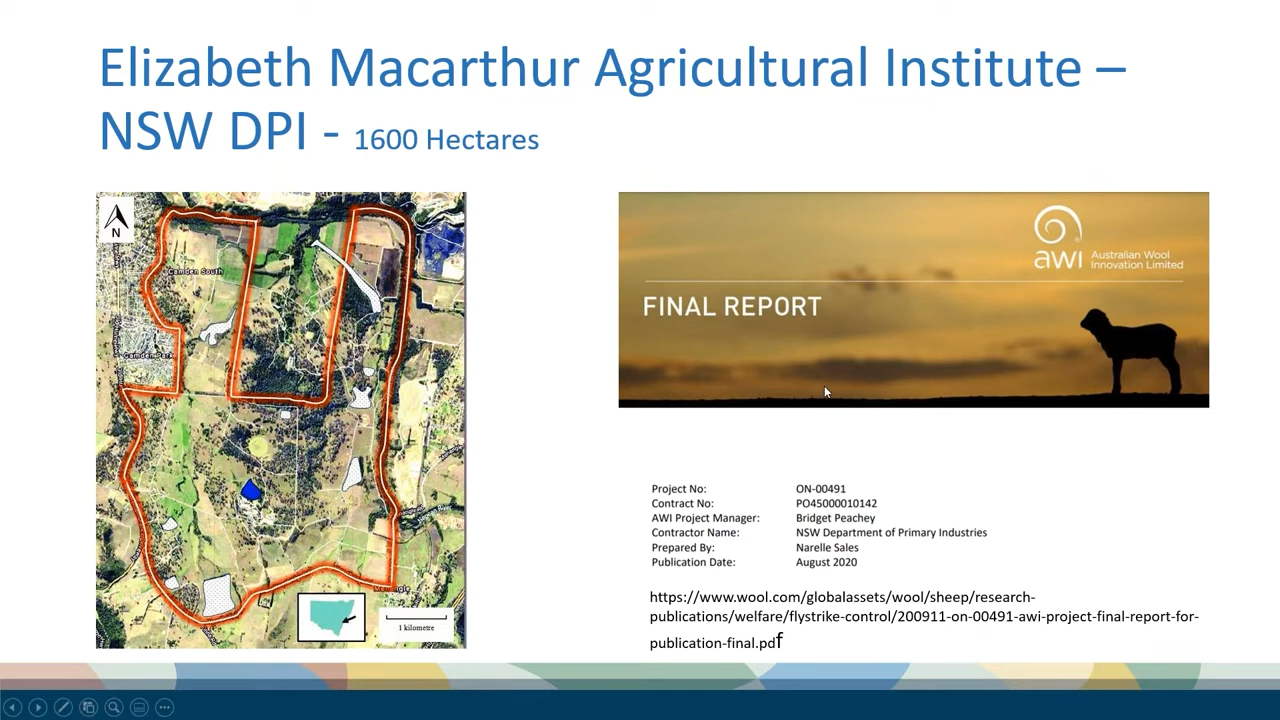 Elizabeth Macarthur Agricultural Institute –
NSW DPI - 1600 Hectares
N
Camden South
Camden Park
1 kilometre
awi
Australian Wool
Innovation Limited
FINAL REPORT
Project No: ON-00491
Contract No: PO45000010142
AWI Project Manager: Bridget Peachey
Contractor Name: NSW Department of Primary Industries
Prepared By: Narelle Sales
Publication Date: August 2020
https://www.wool.com/globalassets/wool/sheep/research-
publications/welfare/flystrike-control/200911-on-00491-awi-project-final-report-for-
publication-final.pdf